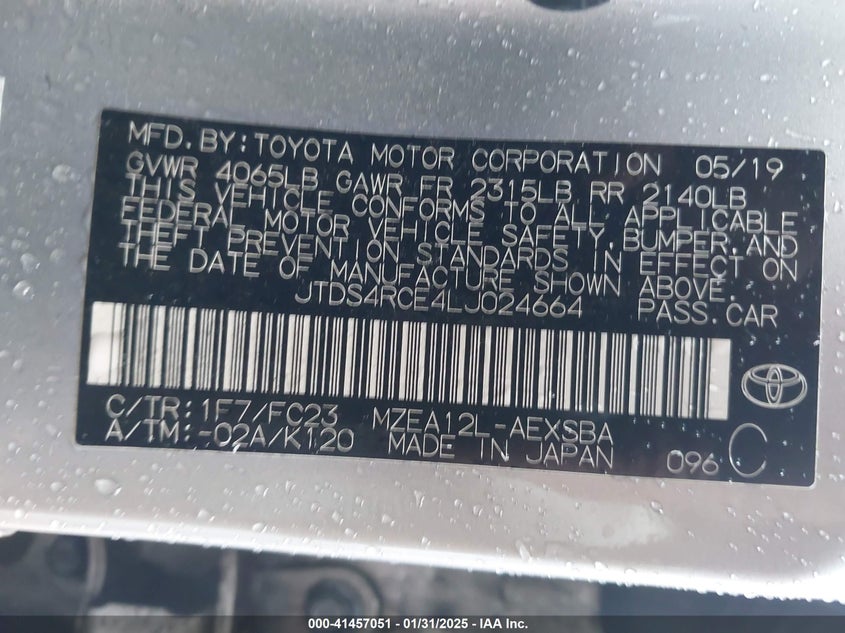 MFD. BY: TOYOTA MOTOR CORPORATION 05/19
GVWR 4065LB GAWR FR 2315LB RR 2140LB
THIS VEHICLE CONFORMS TO ALL APPLICABLE
FEDERAL MOTOR VEHICLE SAFETY, BUMPER, AND
THEFT PREVENTION STANDARDS IN EFFECT ON
THE DATE OF MANUFACTURE SHOWN ABOVE.
JTDS4RCE4LJ024664 PASS. CAR
C/TR: 1F7/FC23 MZEA12L-AEXSBA
A/TM: -02A/K120 MADE IN JAPAN 096 C
000-41457051 - 01/31/2025 - IAA Inc.